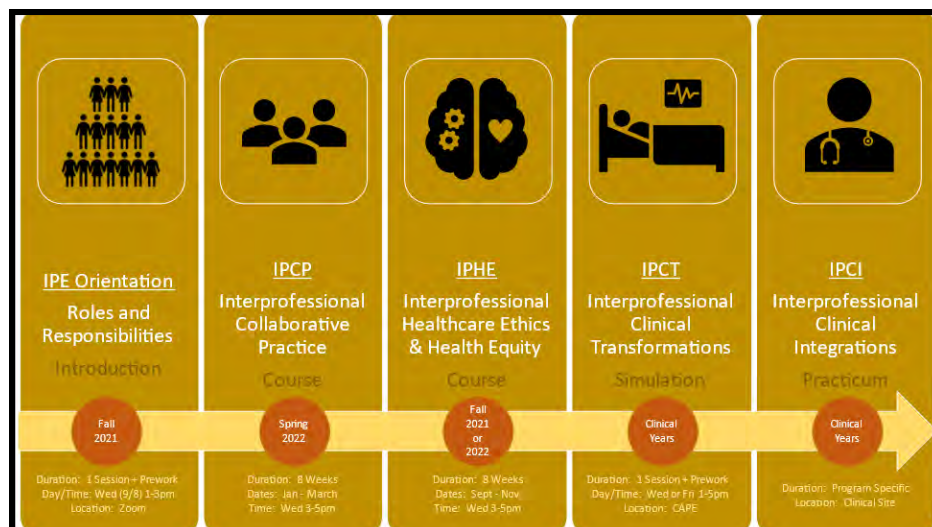 IPE Orientation
Roles and
Responsibilities
Introduction
Fall
2021
Duration: 1 Session + Prework
Day/Time: Wed (9/8) 1-3pm
Location: Zoom
IPCP
Interprofessional
Collaborative
Practice
Course
Spring
2022
Duration: 8 Weeks
Dates: Jan - March
Time: Wed 3-5pm
IPHE
Interprofessional
Healthcare Ethics
& Health Equity
Course
Fall
2021
or
2022
Duration: 8 Weeks
Dates: Sept - Nov
Time: Wed 3-5pm
IPCT
Interprofessional
Clinical
Transformations
Simulation
Clinical
Years
Duration: 1 Session + Prework
Day/Time: Wed or Fri 1-5pm
Location: CAPE
IPCI
Interprofessional
Clinical
Integrations
Practicum
Clinical
Years
Duration: Program Specific
Location: Clinical Site